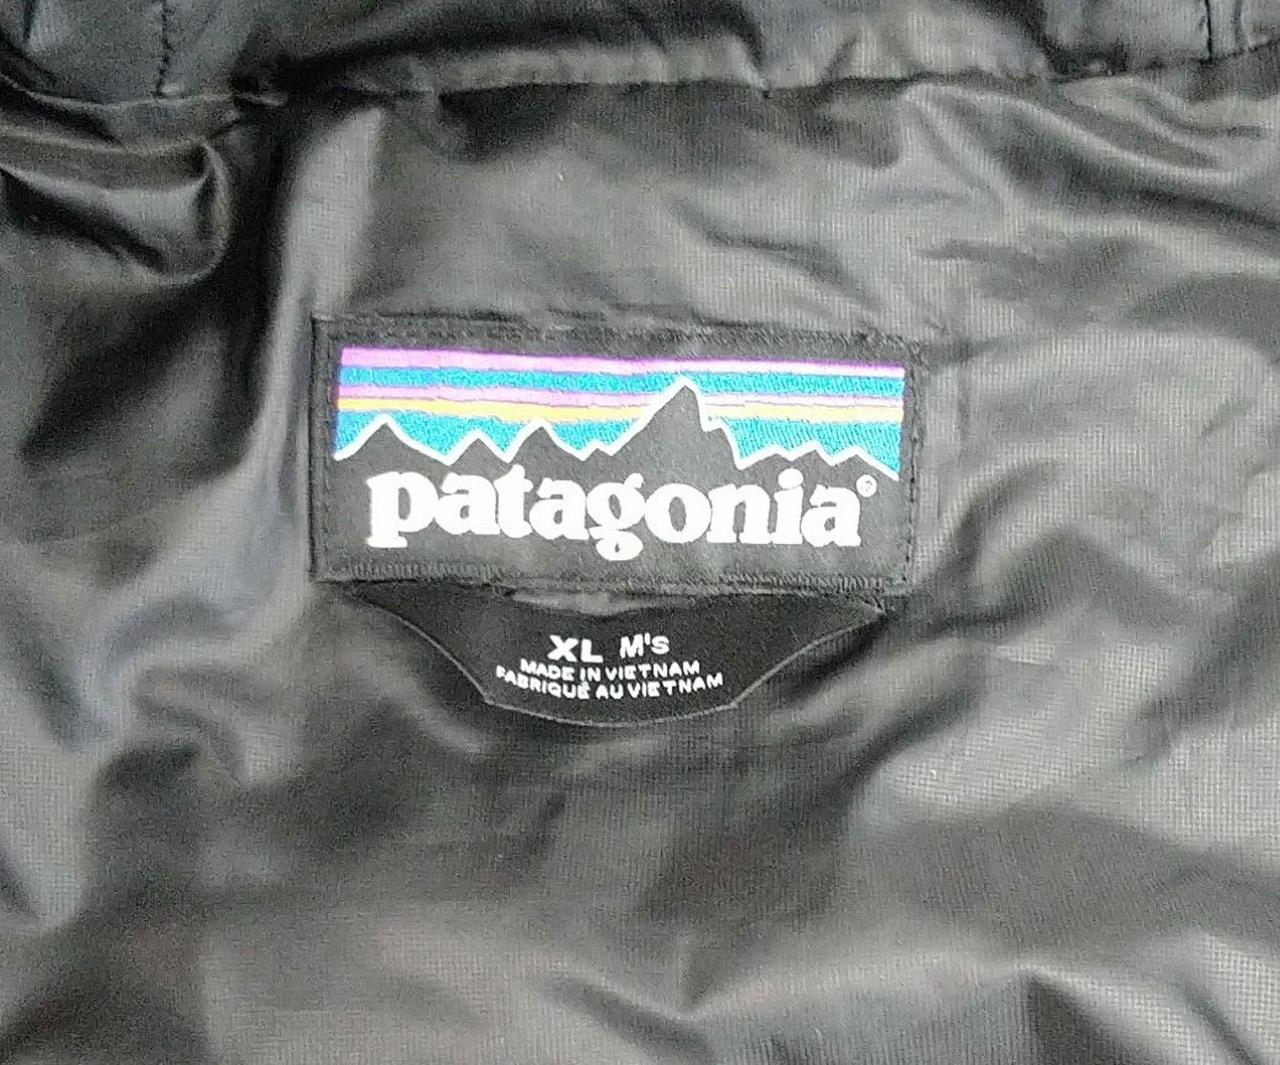 patagonia®
XL M's
MADE IN VIETNAM
FABRIQUÉ AU VIETNAM